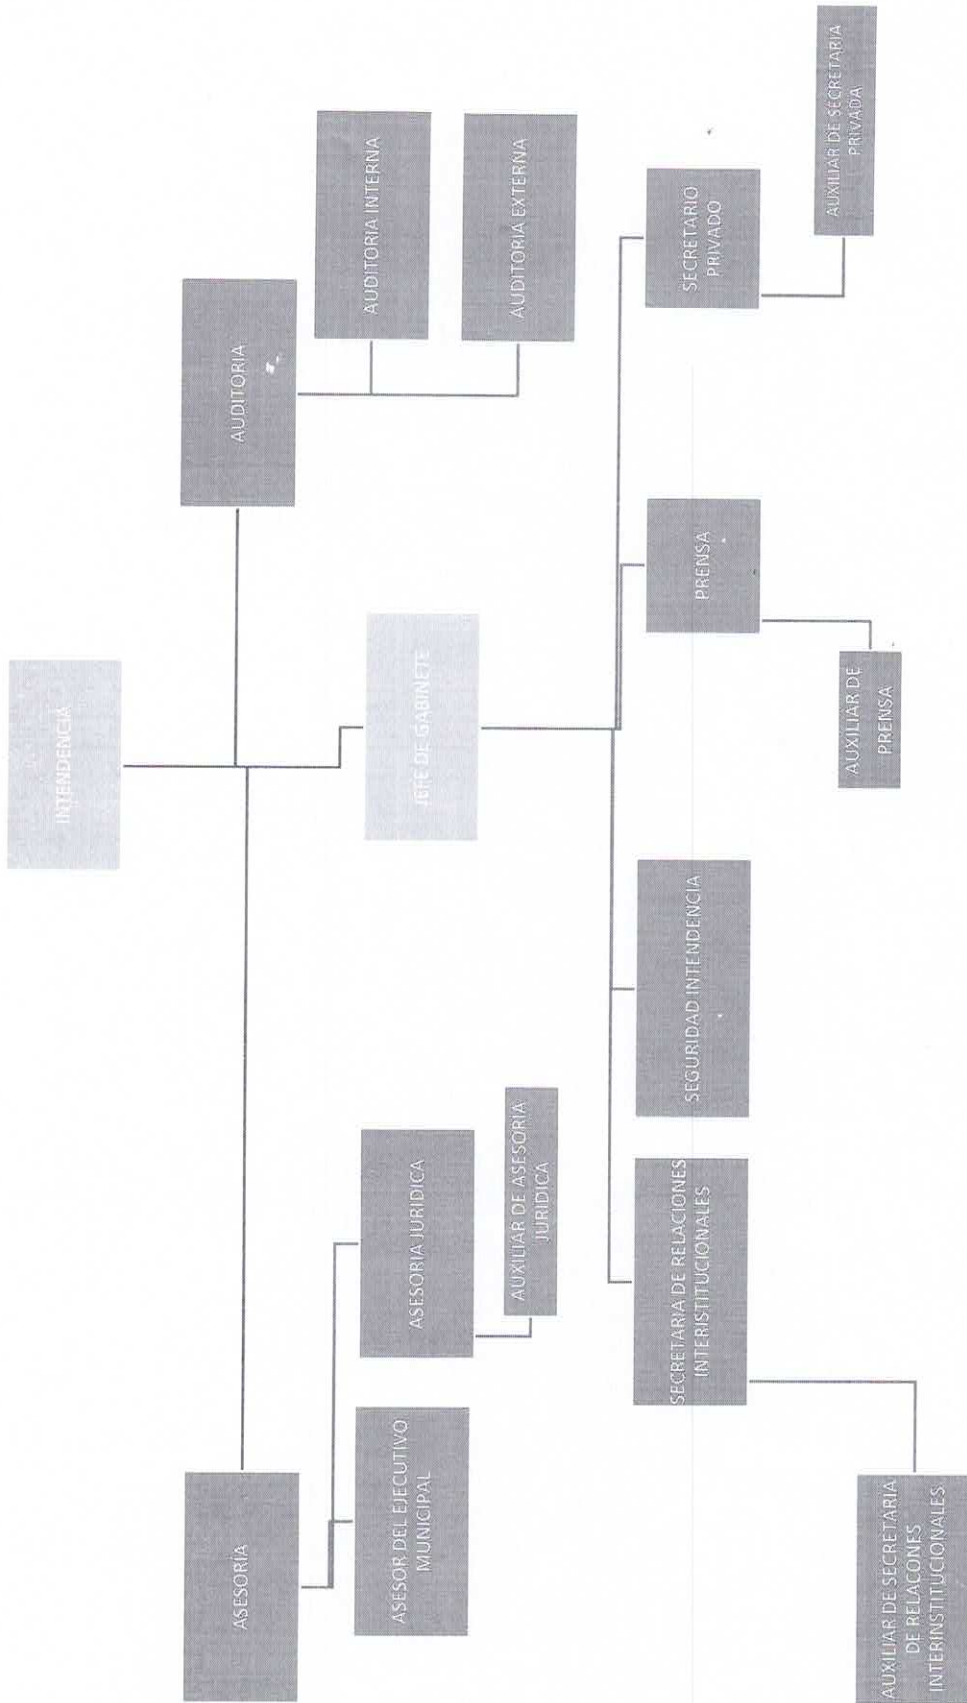 INTENDENCIA
ASESORÍA
AUDITORIA
ASESOR DEL EJECUTIVO
MUNICIPAL
ASESORIA JURIDICA
AUXILIAR DE ASESORIA
JURIDICA
JEFE DE GABINETE
AUDITORIA INTERNA
AUDITORIA EXTERNA
SECRETARIA DE RELACIONES
INTERISTITUCIONALES
SEGURIDAD INTENDENCIA
PRENSA
SECRETARIO
PRIVADO
AUXILIAR DE SECRETARIA
DE RELACONES
INTERINSTITUCIONALES
AUXILIAR DE
PRENSA
AUXILIAR DE SECRETARIA
PRIVADA